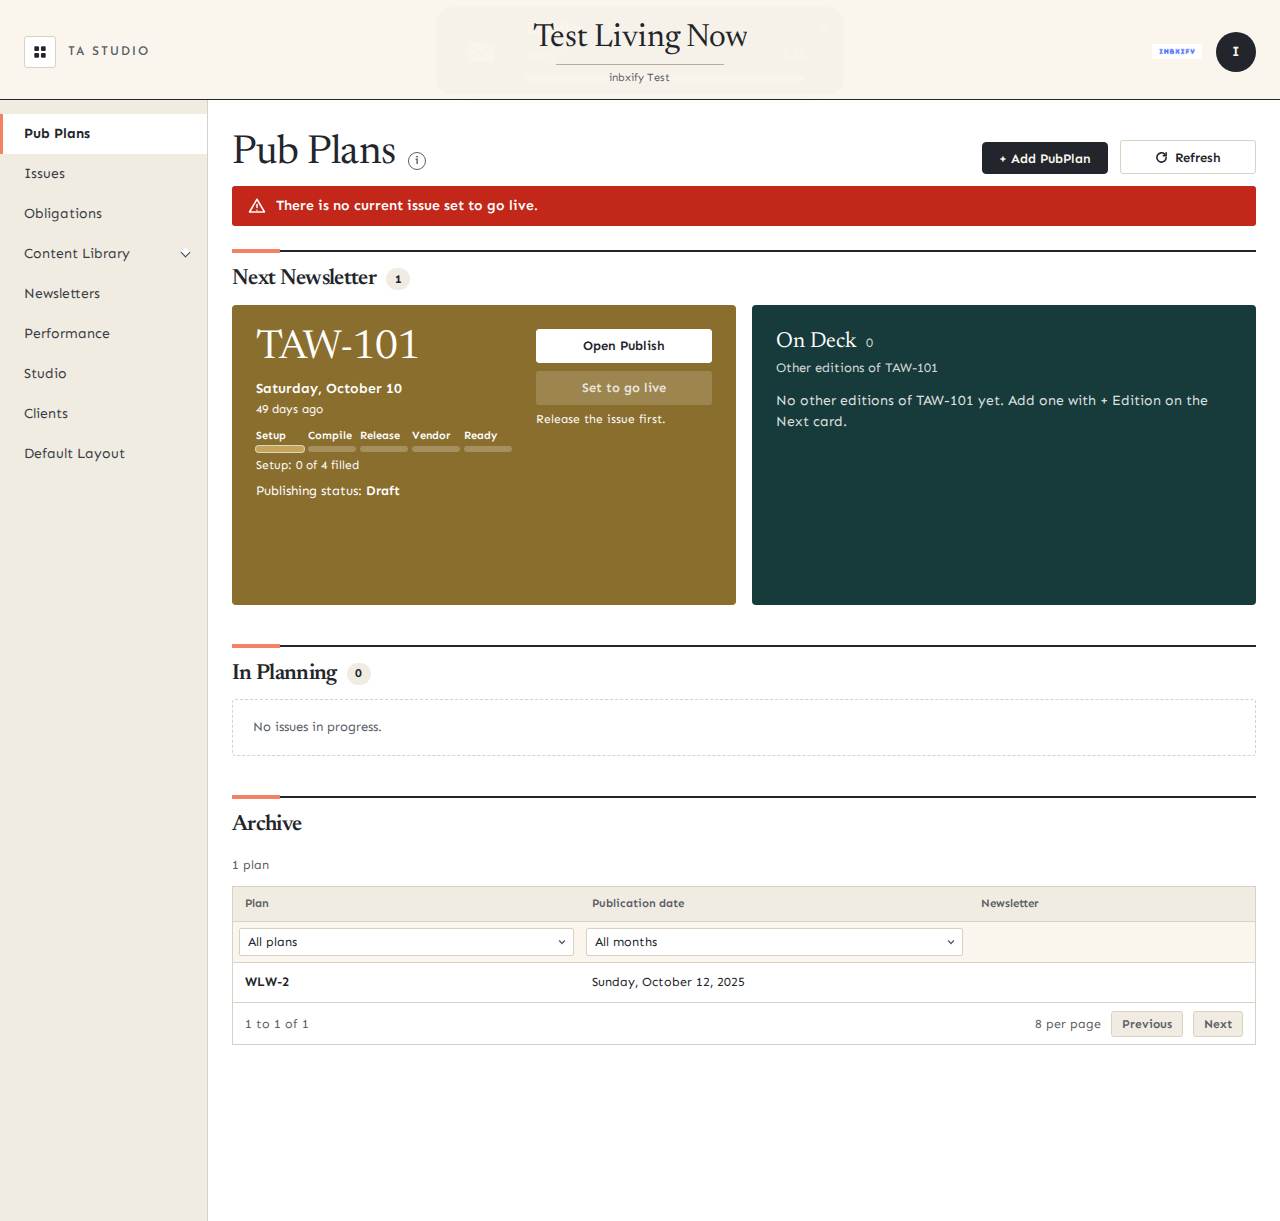 TA STUDIO
Test Living Now
inbxify Test
INBXIFY
I
Pub Plans
Issues
Obligations
Content Library
Newsletters
Performance
Studio
Clients
Default Layout
Pub Plans i
+ Add PubPlan
Refresh
There is no current issue set to go live.
Next Newsletter 1
TAW-101
Saturday, October 10
49 days ago
Setup Compile Release Vendor Ready
Setup: 0 of 4 filled
Publishing status: Draft
Open Publish
Set to go live
Release the issue first.
On Deck 0
Other editions of TAW-101
No other editions of TAW-101 yet. Add one with + Edition on the
Next card.
In Planning 0
No issues in progress.
Archive
1 plan
Plan Publication date Newsletter
All plans All months
WLW-2 Sunday, October 12, 2025
1 to 1 of 1 8 per page Previous Next